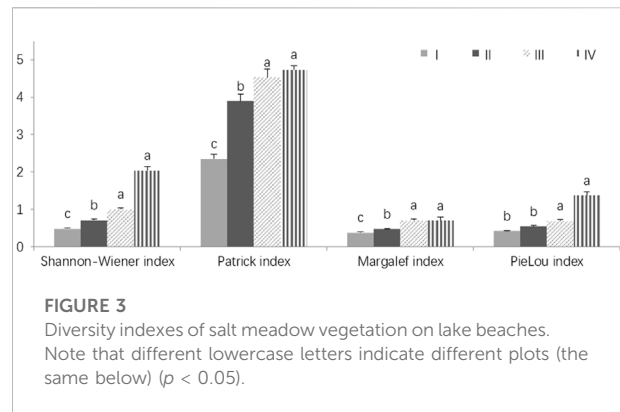 I II III IV
5
4
3
2
1
0
c b a a
c b a a
c b a a
b b a a
Shannon-Wiener index Patrick index Margalef index PieLou index
FIGURE 3
Diversity indexes of salt meadow vegetation on lake beaches.
Note that different lowercase letters indicate different plots (the
same below) (p < 0.05).